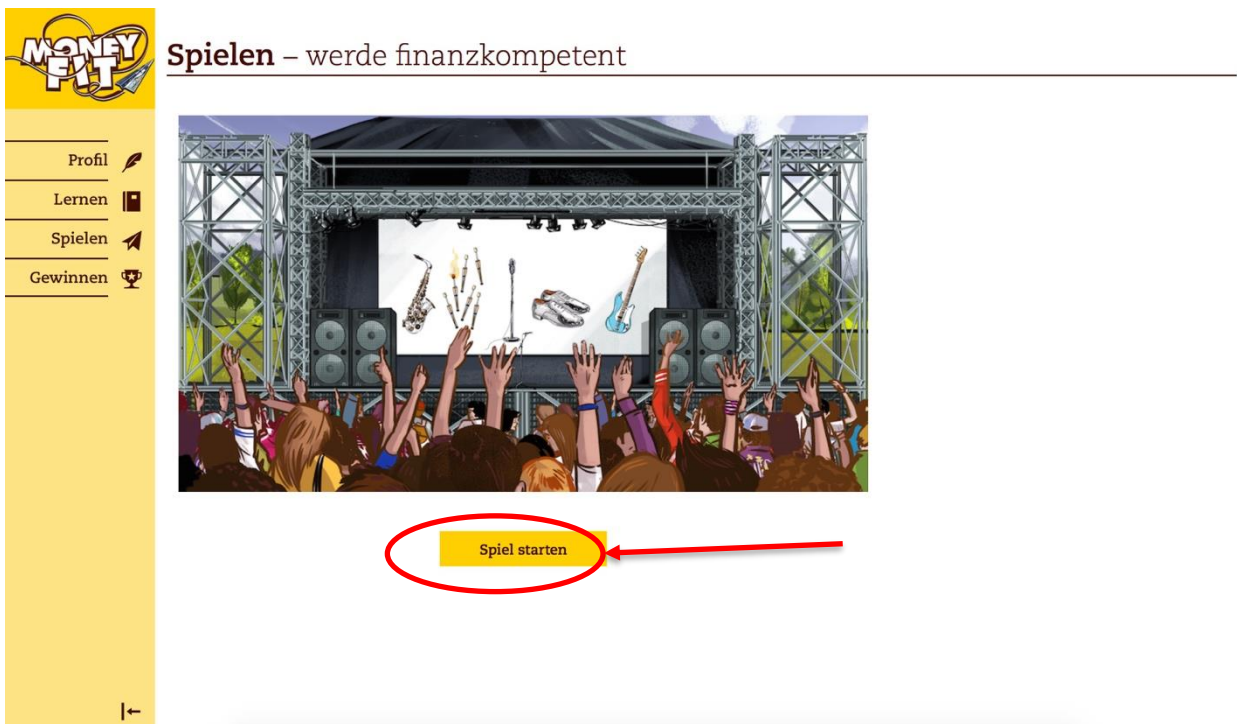 MONEY
FIT
Spielen – werde finanzkompetent
Profil
Lernen
Spielen
Gewinnen
Spiel starten